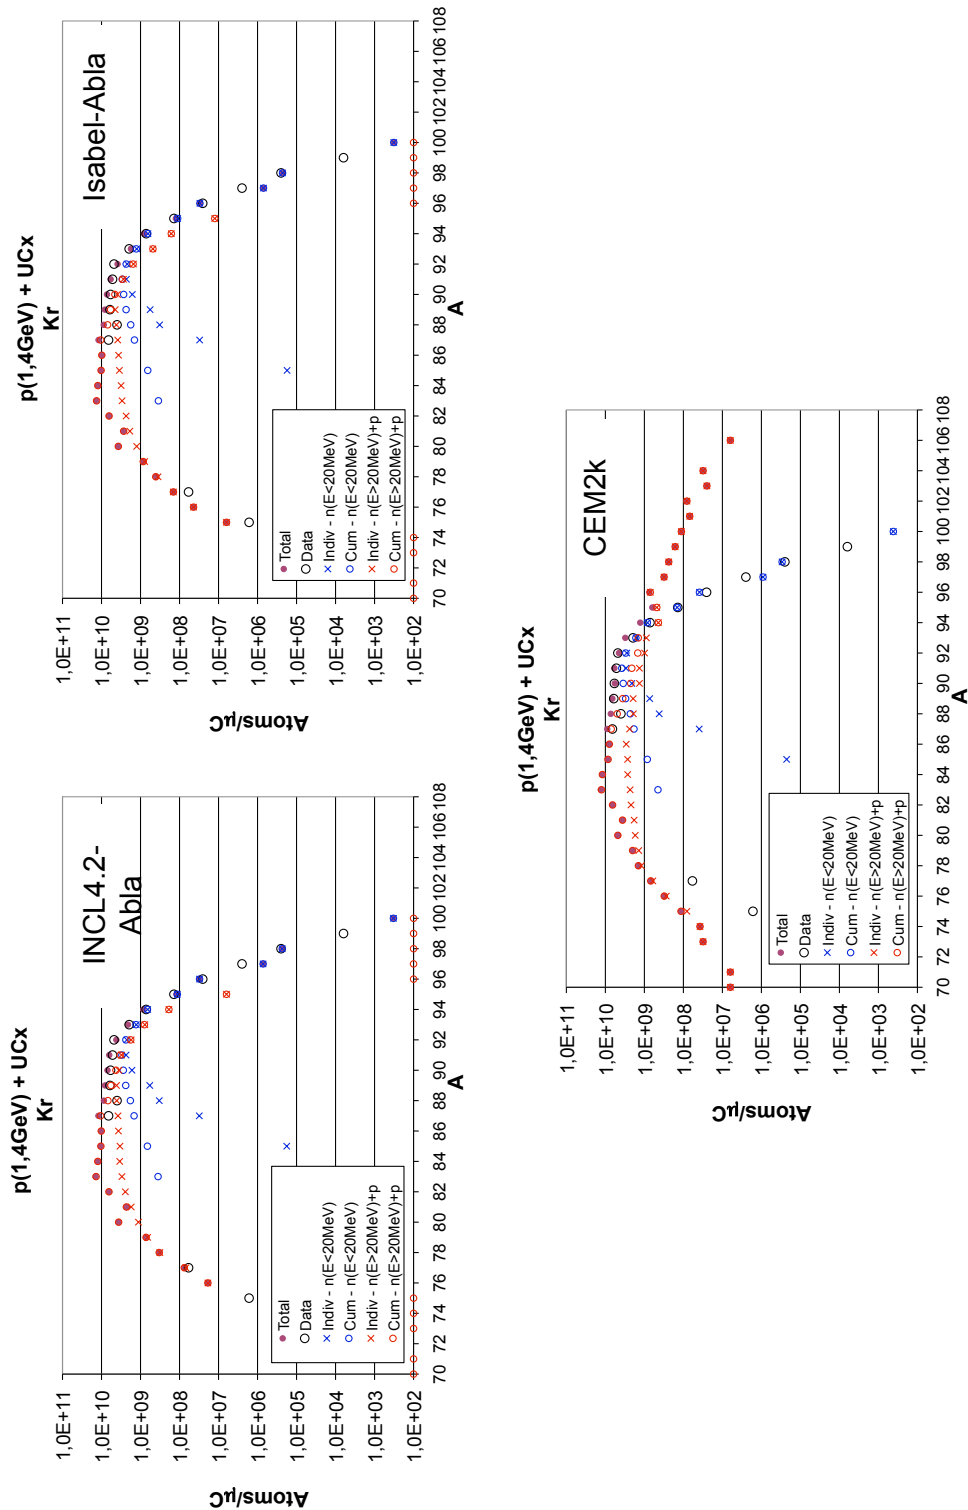 p(1,4GeV) + UCx
Kr
INCL4.2-
Abla
Atoms/µC
1,0E+11
1,0E+10
1,0E+09
1,0E+08
1,0E+07
1,0E+06
1,0E+05
1,0E+04
1,0E+03
1,0E+02
Total
Data
Indiv - n(E<20MeV)
Cum - n(E<20MeV)
Indiv - n(E>20MeV)+p
Cum - n(E>20MeV)+p
70 72 74 76 78 80 82 84 86 88 90 92 94 96 98 100 102 104 106 108
A
p(1,4GeV) + UCx
Kr
Isabel-Abla
Atoms/µC
1,0E+11
1,0E+10
1,0E+09
1,0E+08
1,0E+07
1,0E+06
1,0E+05
1,0E+04
1,0E+03
1,0E+02
Total
Data
Indiv - n(E<20MeV)
Cum - n(E<20MeV)
Indiv - n(E>20MeV)+p
Cum - n(E>20MeV)+p
70 72 74 76 78 80 82 84 86 88 90 92 94 96 98 100 102 104 106 108
A
p(1,4GeV) + UCx
Kr
CEM2k
Atoms/µC
1,0E+11
1,0E+10
1,0E+09
1,0E+08
1,0E+07
1,0E+06
1,0E+05
1,0E+04
1,0E+03
1,0E+02
Total
Data
Indiv - n(E<20MeV)
Cum - n(E<20MeV)
Indiv - n(E>20MeV)+p
Cum - n(E>20MeV)+p
70 72 74 76 78 80 82 84 86 88 90 92 94 96 98 100 102 104 106 108
A